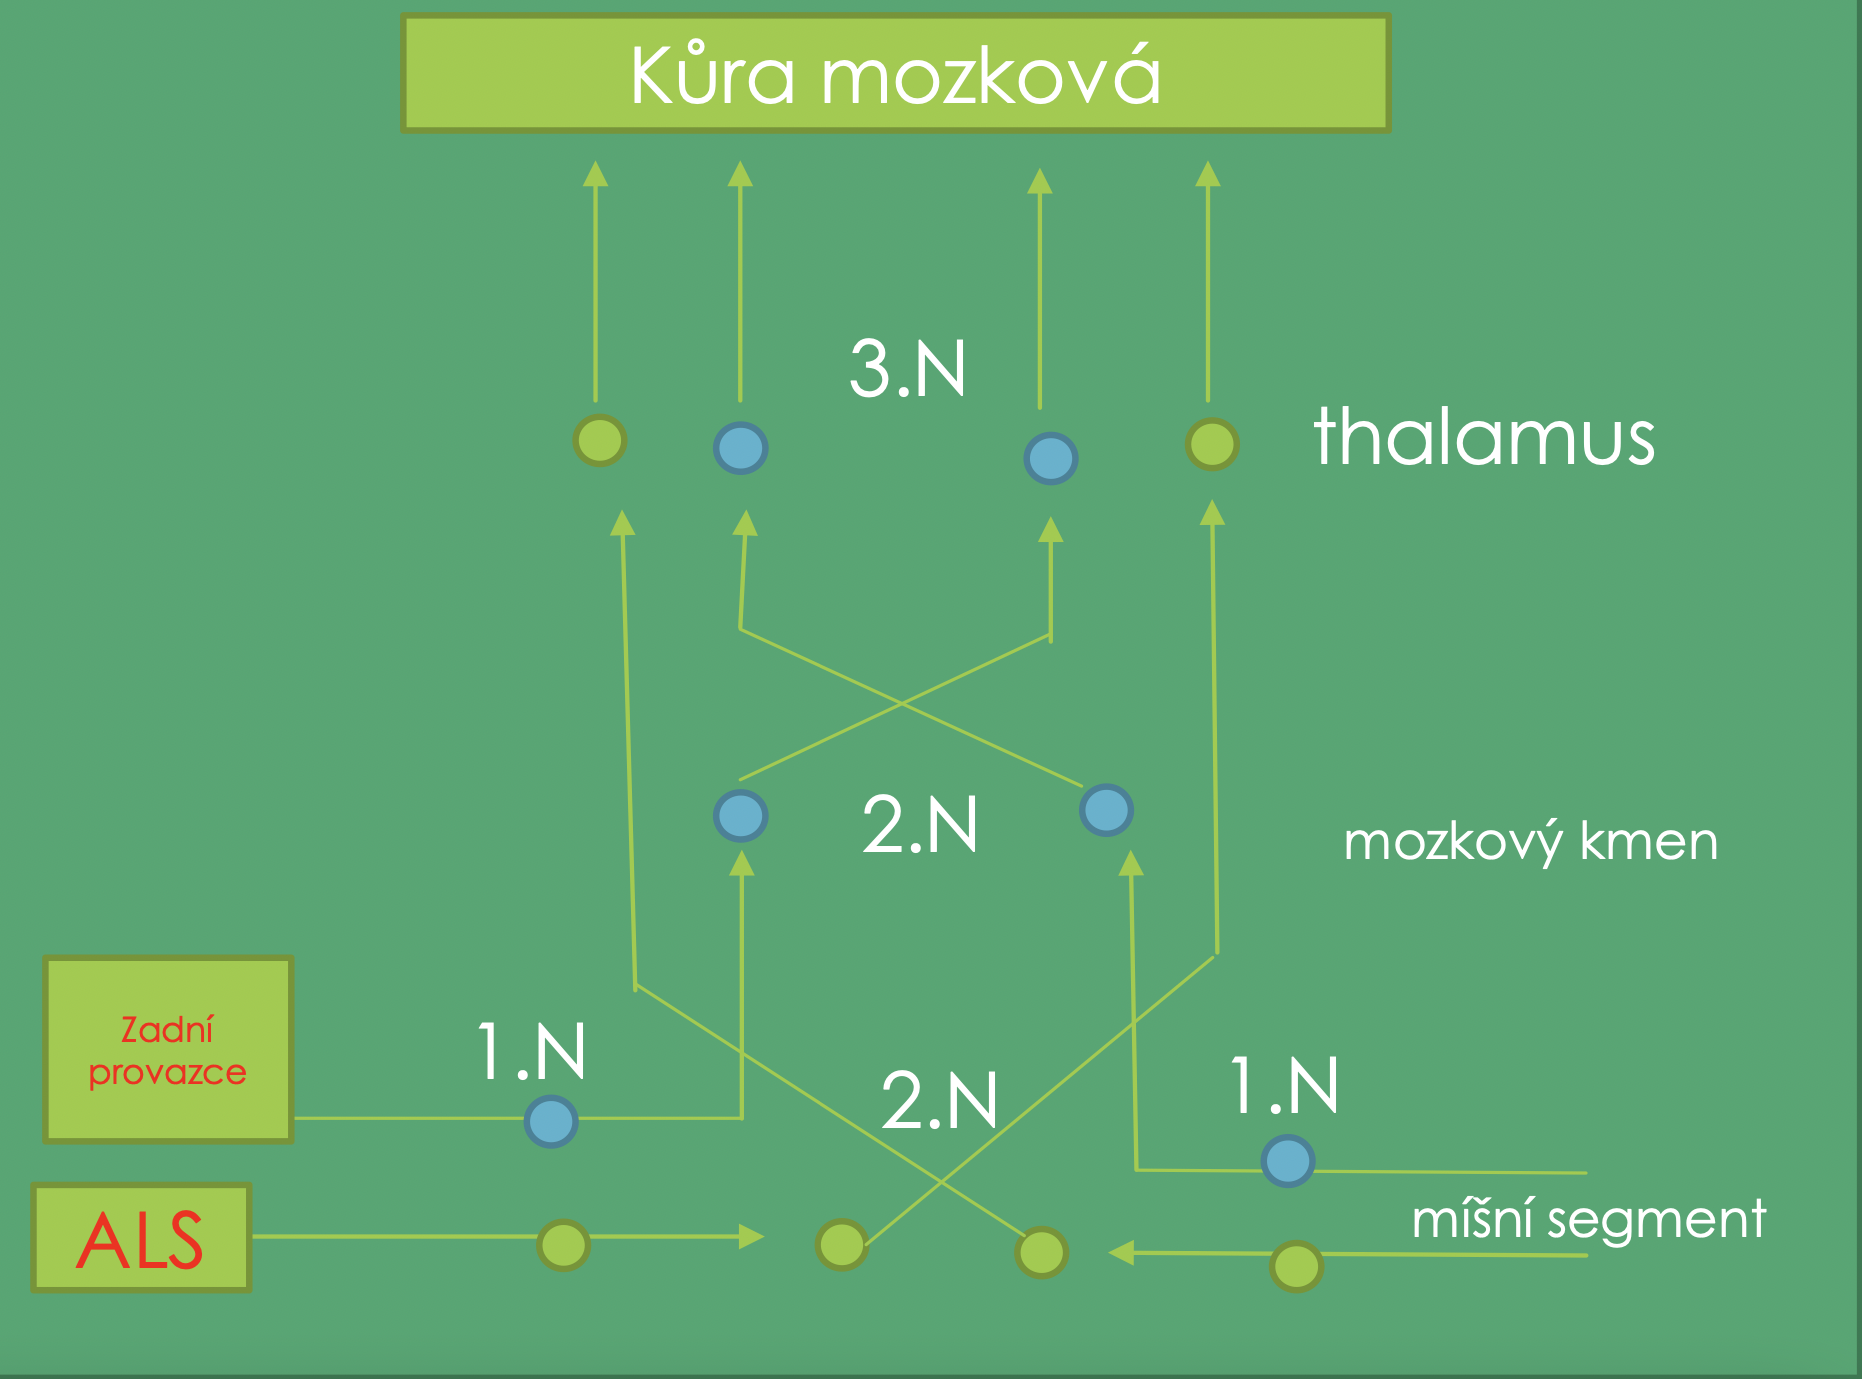 Kůra mozková
3.N
thalamus
2.N
mozkový kmen
Zadní
provazce
1.N
2.N
1.N
ALS
míšní segment